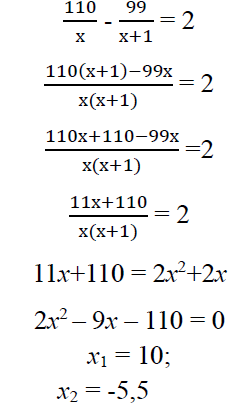 110/x - 99/x+1 = 2
110(x+1)−99x/x(x+1) = 2
110x+110−99x/x(x+1) =2
11x+110/x(x+1) = 2
11x+110 = 2x²+2x
2x² – 9x – 110 = 0
x₁ = 10;
x₂ = -5,5